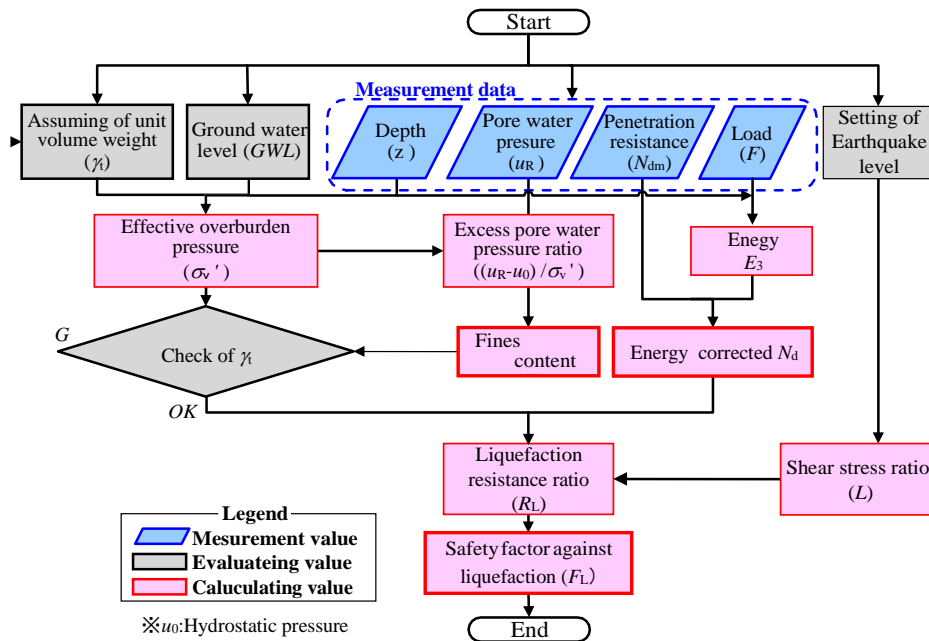 Start
Measurement data
Assuming of unit
volume weight
(γt)
Ground water
level (GWL)
Depth
(z)
Pore water
presure
(uR)
Penetration
resistance
(Ndm)
Load
(F)
Setting of
Earthquake
level
Effective overburden
pressure
(σv')
Excess pore water
pressure ratio
((uR-u0)/σv')
Enegy
E3
G
Check of γt
Fines
content
Energy corrected Nd
OK
Liquefaction
resistance ratio
(RL)
Shear stress ratio
(L)
Safety factor against
liquefaction (FL)
End
Legend
Mesurement value
Evaluateing value
Caluculating value
※u0:Hydrostatic pressure